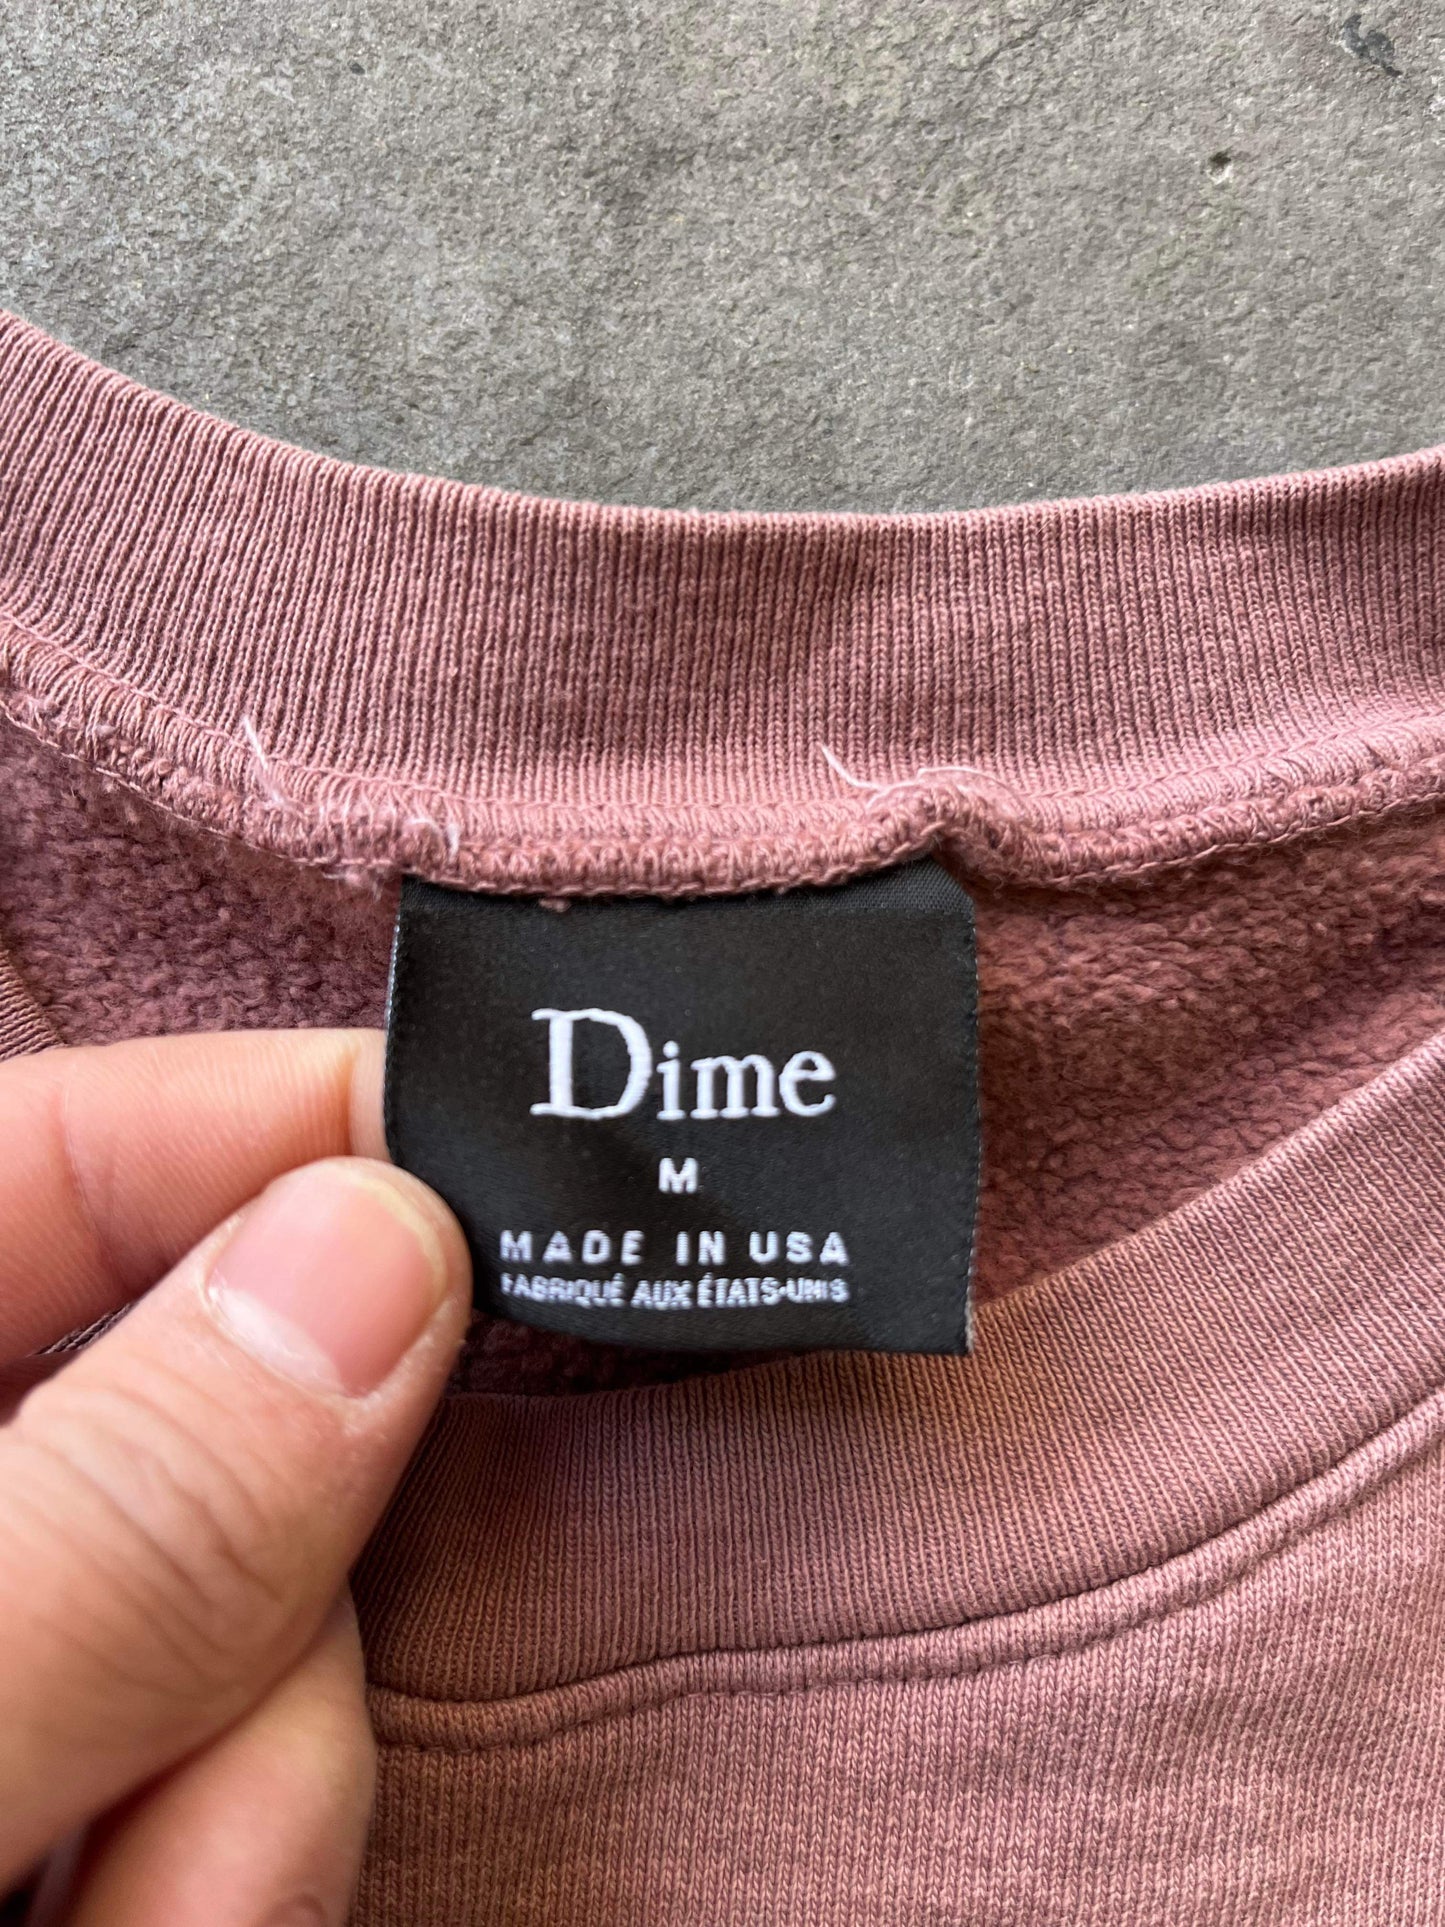 Dime
M
MADE IN USA
FABRIQUÉ AUX ÉTATS-UNIS